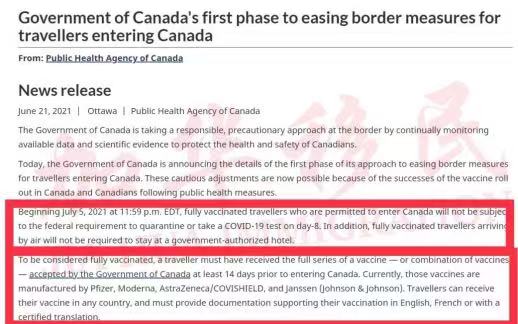 Government of Canada's first phase to easing border measures for
travellers entering Canada
From: Public Health Agency of Canada
News release
June 21, 2021 | Ottawa | Public Health Agency of Canada
The Government of Canada is taking a responsible, precautionary approach at the border by continually monitoring
available data and scientific evidence to protect the health and safety of Canadians.
Today, the Government of Canada is announcing the details of the first phase of its approach to easing border measures
for travellers entering Canada. These cautious adjustments are now possible because of the successes of the vaccine roll
out in Canada and Canadians following public health measures.
Beginning July 5, 2021 at 11:59 p.m. EDT, fully vaccinated travellers who are permitted to enter Canada will not be subject
to the federal requirement to quarantine or take a COVID-19 test on day-8. In addition, fully vaccinated travellers arriving
by air will not be required to stay at a government-authorized hotel.
To be considered fully vaccinated, a traveller must have received the full series of a vaccine — or combination of vaccines
— accepted by the Government of Canada at least 14 days prior to entering Canada. Currently, those vaccines are
manufactured by Pfizer, Moderna, AstraZeneca/COVISHIELD, and Janssen (Johnson & Johnson). Travellers can receive
their vaccine in any country, and must provide documentation supporting their vaccination in English, French or with a
certified translation.